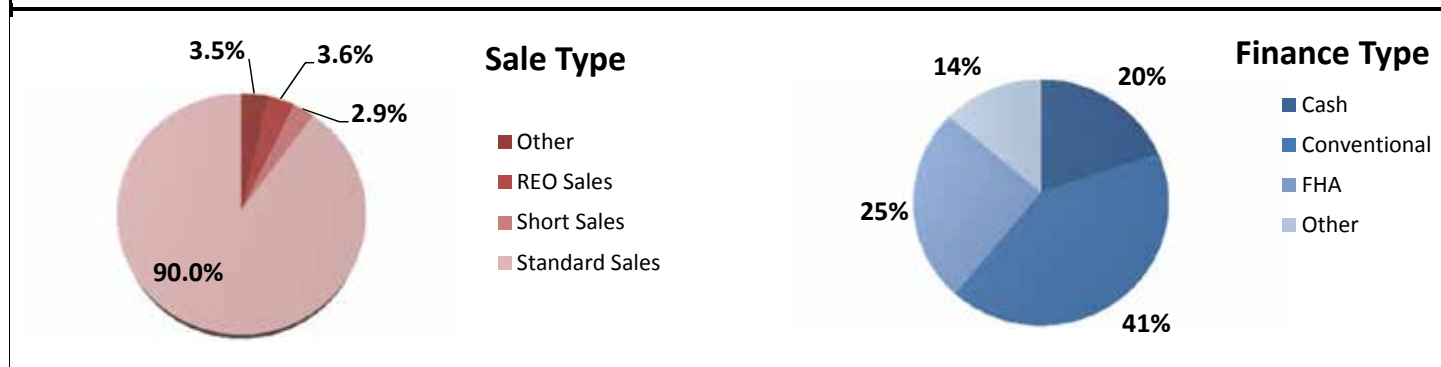 Sale Type
3.5%
3.6%
2.9%
90.0%
Other
REO Sales
Short Sales
Standard Sales
Finance Type
14%
20%
25%
41%
Cash
Conventional
FHA
Other